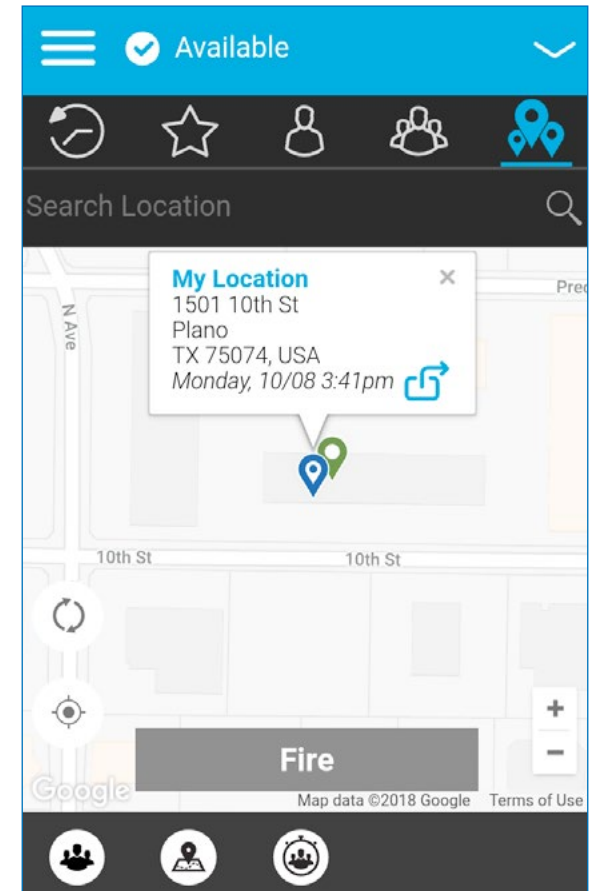 Available
Search Location
My Location
1501 10th St
Plano
TX 75074, USA
Monday, 10/08 3:41pm
N Ave
Pred
10th St
10th St
Fire
Google
Map data ©2018 Google
Terms of Use